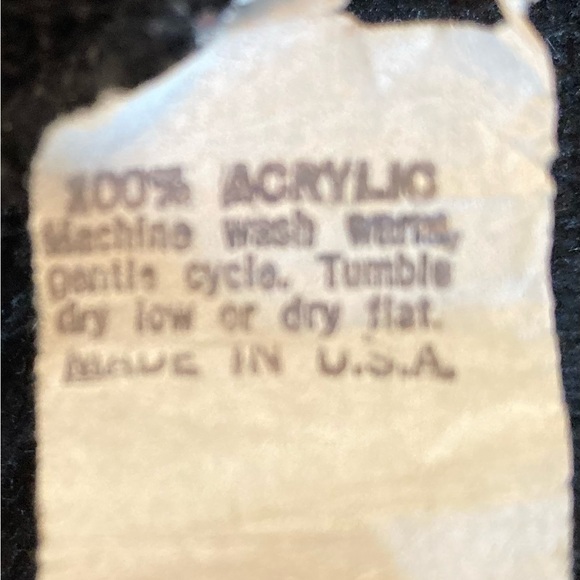 100% ACRYLIC
Machine wash warm,
gentle cycle. Tumble
dry low or dry flat.
MADE IN U.S.A.